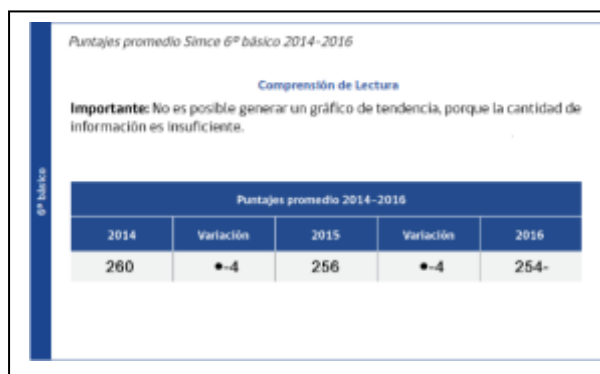 Puntajes promedio Simce 6º básico 2014-2016
Comprensión de Lectura
Importante: No es posible generar un gráfico de tendencia, porque la cantidad de
información es insuficiente.
6º básico
Puntajes promedio 2014-2016
2014 Variación 2015 Variación 2016
260 •-4 256 •-4 254-